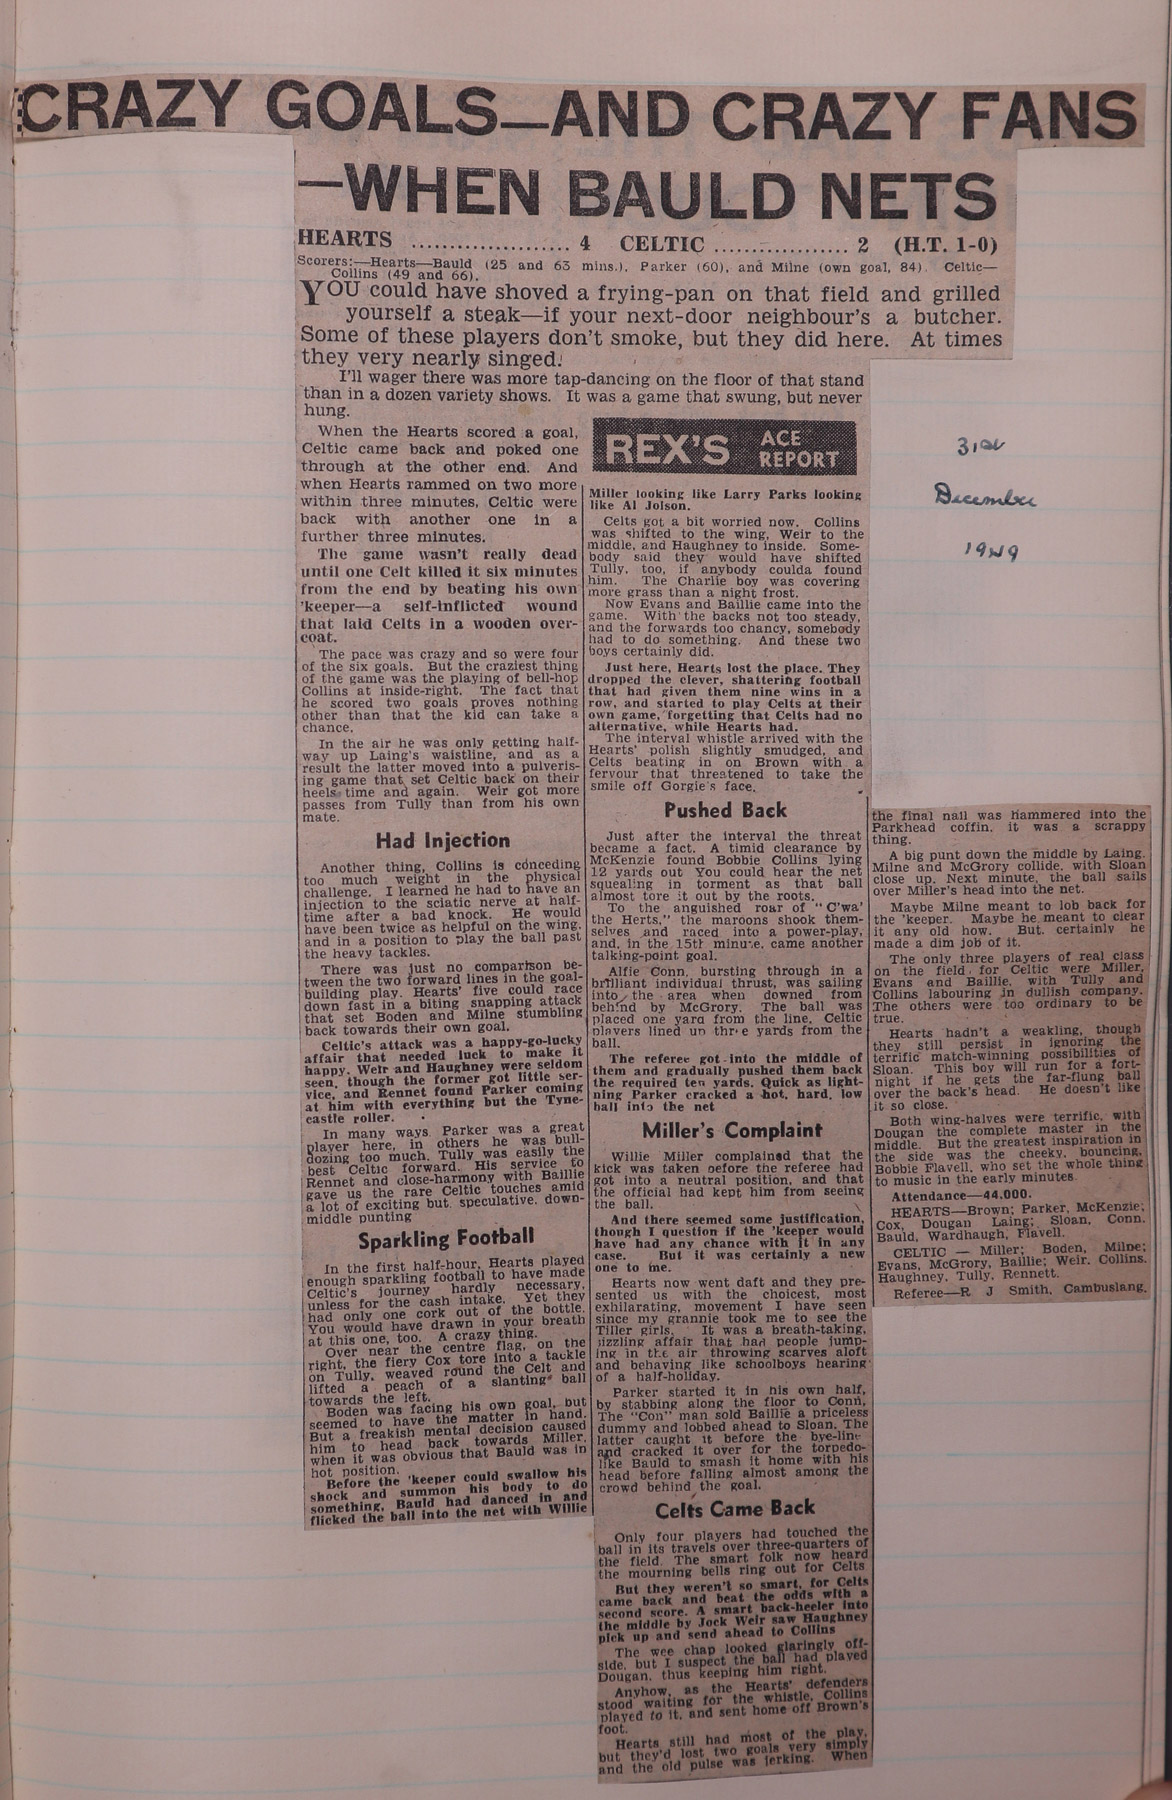 CRAZY GOALS—AND CRAZY FANS
—WHEN BAULD NETS
HEARTS .................... 4 CELTIC ................. 2 (H.T. 1-0)
Scorers:—Hearts—Bauld (25 and 63 mins.), Parker (60), and Milne (own goal, 84). Celtic—
Collins (49 and 66).
YOU could have shoved a frying-pan on that field and grilled
yourself a steak—if your next-door neighbour's a butcher.
Some of these players don't smoke, but they did here. At times
they very nearly singed.
I'll wager there was more tap-dancing on the floor of that stand
than in a dozen variety shows. It was a game that swung, but never
hung.
When the Hearts scored a goal,
Celtic came back and poked one
through at the other end. And
when Hearts rammed on two more
within three minutes, Celtic were
back with another one in a
further three minutes.
The game wasn't really dead
until one Celt killed it six minutes
from the end by beating his own
'keeper—a self-inflicted wound
that laid Celts in a wooden over-
coat.
The pace was crazy and so were four
of the six goals. But the craziest thing
of the game was the playing of bell-hop
Collins at inside-right. The fact that
he scored two goals proves nothing
other than that the kid can take a
chance.
In the air he was only getting half-
way up Laing's waistline, and as a
result the latter moved into a pulveris-
ing game that set Celtic back on their
heels time and again. Weir got more
passes from Tully than from his own
mate.
Had Injection
Another thing, Collins is conceding
too much weight in the physical
challenge. I learned he had to have an
injection to the sciatic nerve at half-
time after a bad knock. He would
have been twice as helpful on the wing,
and in a position to play the ball past
the heavy tackles.
There was just no comparison be-
tween the two forward lines in the goal-
building play. Hearts' five could race
down fast in a biting snapping attack
that set Boden and Milne stumbling
back towards their own goal.
Celtic's attack was a happy-go-lucky
affair that needed luck to make it
happy. Weir and Haughney were seldom
seen, though the former got little ser-
vice, and Rennet found Parker coming
at him with everything but the Tyne-
castle roller.
In many ways Parker was a great
player here, in others he was bull-
dozing too much. Tully was easily the
best Celtic forward. His service to
Rennet and close-harmony with Baillie
gave us the rare Celtic touches amid
a lot of exciting but speculative, down-
middle punting
Sparkling Football
In the first half-hour, Hearts played
enough sparkling football to have made
Celtic's journey hardly necessary,
unless for the cash intake. Yet they
had only one cork out of the bottle.
You would have drawn in your breath
at this one, too. A crazy thing.
Over near the centre flag, on the
right, the fiery Cox tore into a tackle
on Tully, weaved round the Celt and
lifted a peach of a slanting ball
towards the left.
Boden was facing his own goal, but
seemed to have the matter in hand.
But a freakish mental decision caused
him to head back towards Miller,
when it was obvious that Bauld was in
hot position.
Before the 'keeper could swallow his
shock and summon his body to do
something, Bauld had danced in and
flicked the ball into the net with Willie
REX'S ACE
REPORT
Miller looking like Larry Parks looking
like Al Jolson.
Celts got a bit worried now. Collins
was shifted to the wing, Weir to the
middle, and Haughney to inside. Some-
body said they would have shifted
Tully, too, if anybody coulda found
him. The Charlie boy was covering
more grass than a night frost.
Now Evans and Baillie came into the
game. With the backs not too steady,
and the forwards too chancy, somebody
had to do something. And these two
boys certainly did.
Just here, Hearts lost the place. They
dropped the clever, shattering football
that had given them nine wins in a
row, and started to play Celts at their
own game, forgetting that Celts had no
alternative, while Hearts had.
The interval whistle arrived with the
Hearts' polish slightly smudged, and
Celts beating in on Brown with a
fervour that threatened to take the
smile off Gorgie's face.
Pushed Back
Just after the interval the threat
became a fact. A timid clearance by
McKenzie found Bobbie Collins lying
12 yards out You could hear the net
squealing in torment as that ball
almost tore it out by the roots.
To the anguished roar of "C'wa'
the Herts," the maroons shook them-
selves and raced into a power-play,
and, in the 15th minute, came another
talking-point goal.
Alfie Conn, bursting through in a
brilliant individual thrust, was sailing
into the area when downed from
behind by McGrory. The ball was
placed one yard from the line, Celtic
players lined up three yards from the
ball.
The referee got into the middle of
them and gradually pushed them back
the required ten yards. Quick as light-
ning Parker cracked a hot, hard, low
ball into the net
Miller's Complaint
Willie Miller complained that the
kick was taken before the referee had
got into a neutral position, and that
the official had kept him from seeing
the ball.
And there seemed some justification,
though I question if the 'keeper would
have had any chance with it in any
case. But it was certainly a new
one to me.
Hearts now went daft and they pre-
sented us with the choicest, most
exhilarating, movement I have seen
since my grannie took me to see the
Tiller girls. It was a breath-taking,
sizzling affair that had people jump-
ing in the air throwing scarves aloft
and behaving like schoolboys hearing
of a half-holiday.
Parker started it in his own half,
by stabbing along the floor to Conn,
The "Con" man sold Baillie a priceless
dummy and lobbed ahead to Sloan. The
latter caught it before the bye-line
and cracked it over for the torpedo-
like Bauld to smash it home with his
head before falling almost among the
crowd behind the goal.
Celts Came Back
Only four players had touched the
ball in its travels over three-quarters of
the field. The smart folk now heard
the mourning bells ring out for Celts
But they weren't so smart, for Celts
came back and beat the odds with a
second score. A smart back-heeler into
the middle by Jock Weir saw Haughney
pick up and send ahead to Collins
The wee chap looked glaringly off-
side, but I suspect the ball had played
Dougan, thus keeping him right.
Anyhow, as the Hearts' defenders
stood waiting for the whistle, Collins
played to it, and sent home off Brown's
foot.
Hearts still had most of the play,
but they'd lost two goals very simply
and the old pulse was jerking. When
the final nail was hammered into the
Parkhead coffin, it was a scrappy
thing.
A big punt down the middle by Laing.
Milne and McGrory collide, with Sloan
close up. Next minute, the ball sails
over Miller's head into the net.
Maybe Milne meant to lob back for
the 'keeper. Maybe he meant to clear
it any old how. But, certainly he
made a dim job of it.
The only three players of real class
on the field for Celtic were Miller,
Evans and Baillie, with Tully and
Collins labouring in dullish company.
The others were too ordinary to be
true.
Hearts hadn't a weakling, though
they still persist in ignoring the
terrific match-winning possibilities of
Sloan. This boy will run for a fort-
night if he gets the far-flung ball
over the back's head. He doesn't like
it so close.
Both wing-halves were terrific, with
Dougan the complete master in the
middle. But the greatest inspiration in
the side was the cheeky, bouncing,
Bobbie Flavell, who set the whole thing
to music in the early minutes.
Attendance—44,000.
HEARTS—Brown; Parker, McKenzie;
Cox, Dougan Laing; Sloan, Conn.
Bauld, Wardhaugh, Flavell.
CELTIC — Miller; Boden, Milne;
Evans, McGrory, Baillie; Weir, Collins,
Haughney, Tully, Rennett.
Referee—R J Smith, Cambuslang.
31st
December
1949